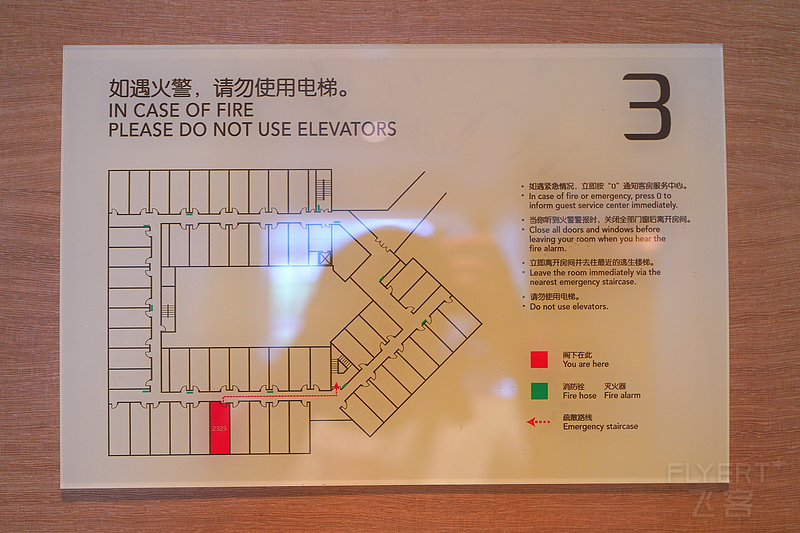 如遇火警，请勿使用电梯。
IN CASE OF FIRE
PLEASE DO NOT USE ELEVATORS
3
· 如遇紧急情况，立即按“0”通知客房服务中心。
· In case of fire or emergency, press 0 to
inform guest service center immediately.
· 当你听到火警警报时，关闭全部门窗后离开房间。
· Close all doors and windows before
leaving your room when you hear the
fire alarm.
· 立即离开房间并去往最近的逃生楼梯。
· Leave the room immediately via the
nearest emergency staircase.
· 请勿使用电梯。
· Do not use elevators.
阁下在此
You are here
消防栓 灭火器
Fire hose Fire alarm
疏散路线
Emergency staircase
2329
FLYERT+
飞客